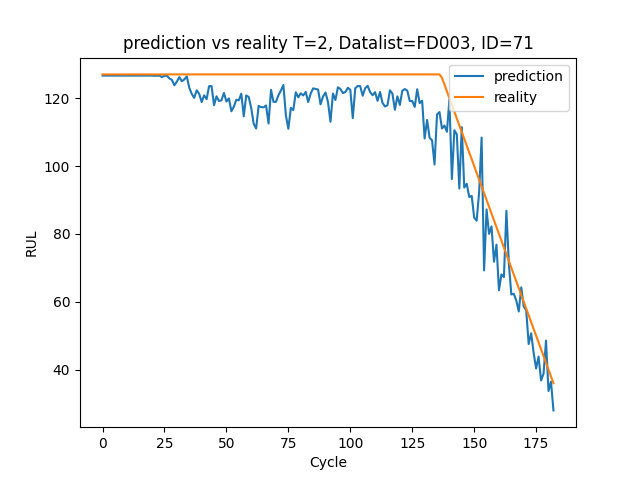 prediction vs reality T=2, Datalist=FD003, ID=71
prediction
reality
120
100
80
60
40
RUL
0
25
50
75
100
125
150
175
Cycle